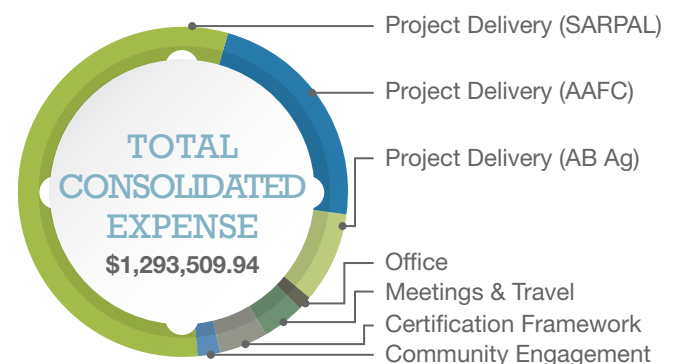 Project Delivery (SARPAL)
Project Delivery (AAFC)
Project Delivery (AB Ag)
TOTAL
CONSOLIDATED
EXPENSE
$1,293,509.94
Office
Meetings & Travel
Certification Framework
Community Engagement